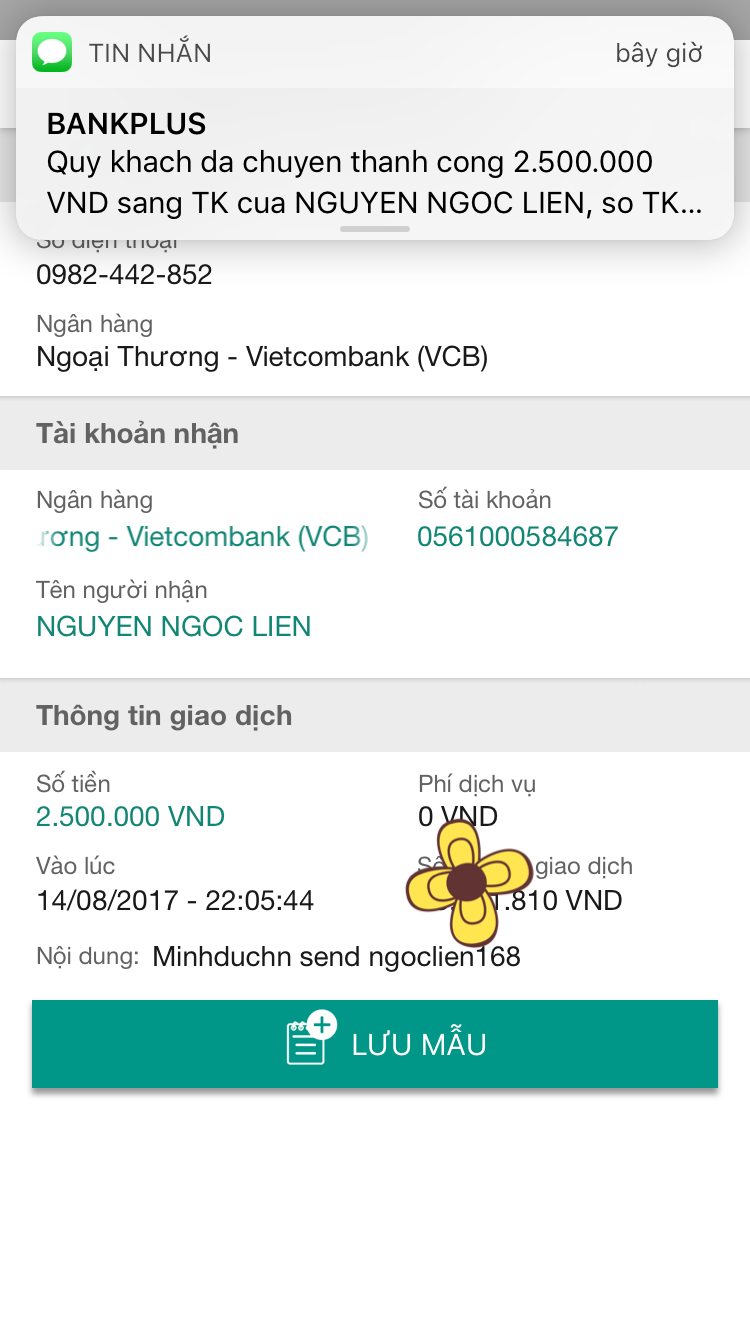 TIN NHẮN
bây giờ
BANKPLUS
Quy khach da chuyen thanh cong 2.500.000
VND sang TK cua NGUYEN NGOC LIEN, so TK...
Số điện thoại
0982-442-852
Ngân hàng
Ngoại Thương - Vietcombank (VCB)
Tài khoản nhận
Ngân hàng
ương - Vietcombank (VCB)
Số tài khoản
0561000584687
Tên người nhận
NGUYEN NGOC LIEN
Thông tin giao dịch
Số tiền
2.500.000 VND
Phí dịch vụ
0 VND
Vào lúc
14/08/2017 - 22:05:44
Số giao dịch
.810 VND
Nội dung: Minhduchn send ngoclien168
LƯU MẪU